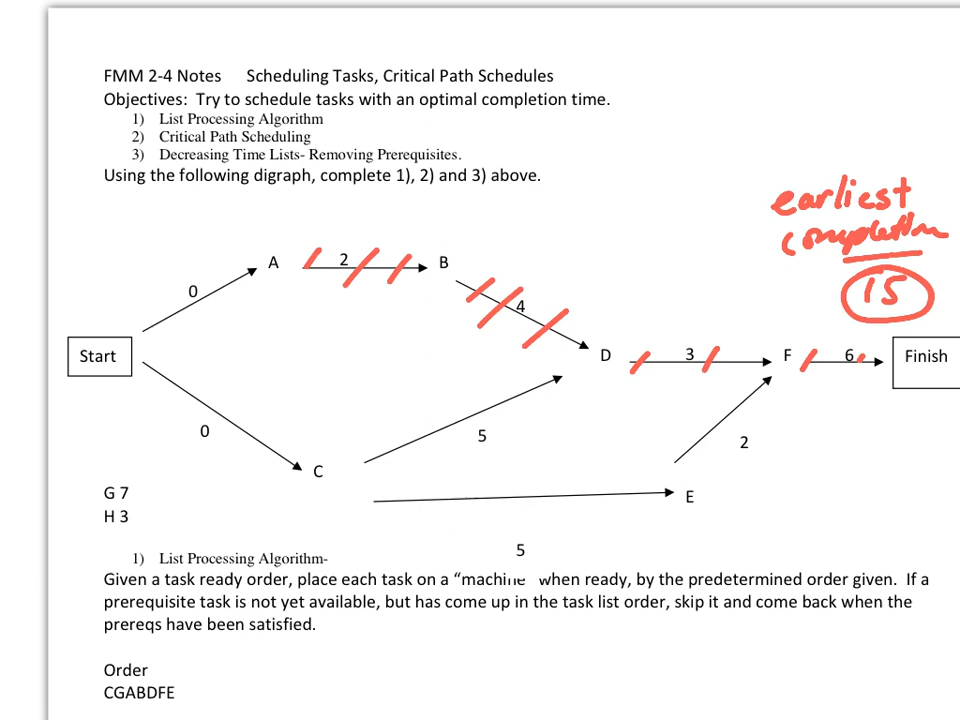 FMM 2-4 Notes Scheduling Tasks, Critical Path Schedules
Objectives: Try to schedule tasks with an optimal completion time.
1) List Processing Algorithm
2) Critical Path Scheduling
3) Decreasing Time Lists- Removing Prerequisites.
Using the following digraph, complete 1), 2) and 3) above.
earliest
completion
15
A 2 B
0
4
Start
D 3 F 6 Finish
0
5
2
C
G 7
E
H 3
5
1) List Processing Algorithm-
Given a task ready order, place each task on a “machine when ready, by the predetermined order given. If a
prerequisite task is not yet available, but has come up in the task list order, skip it and come back when the
prereqs have been satisfied.
Order
CGABDFE